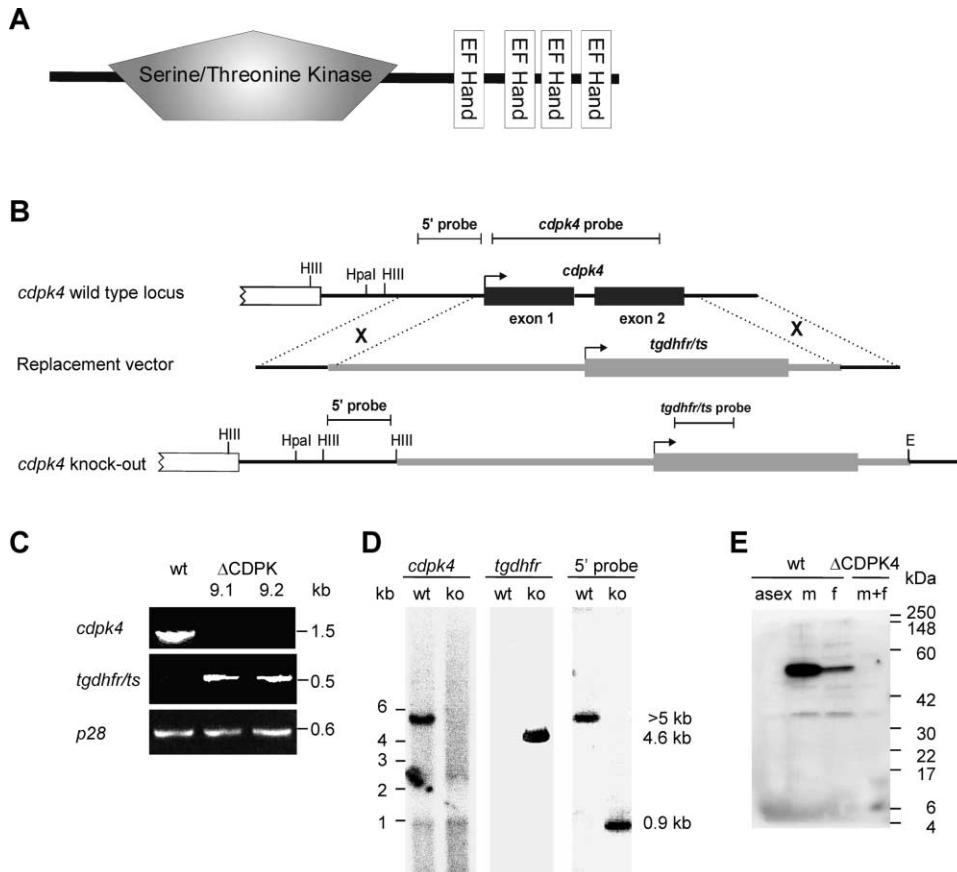 A
Serine/Threonine Kinase
EF Hand
EF Hand
EF Hand
EF Hand
B
5' probe
cdpk4 probe
HIII
HpaI
HIII
cdpk4
cdpk4 wild type locus
exon 1
exon 2
X
X
tgdhfr/ts
Replacement vector
5' probe
tgdhfr/ts probe
HIII
HpaI
HIII
HIII
E
cdpk4 knock-out
C
wt ΔCDPK
9.1 9.2 kb
cdpk4
1.5
tgdhfr/ts
0.5
p28
0.6
D
cdpk4 tgdhfr 5' probe
kb wt ko wt ko wt ko
6
4
3
2
1
>5 kb
4.6 kb
0.9 kb
E
wt ΔCDPK4
asex m f m+f kDa
250
148
60
42
30
22
17
6
4